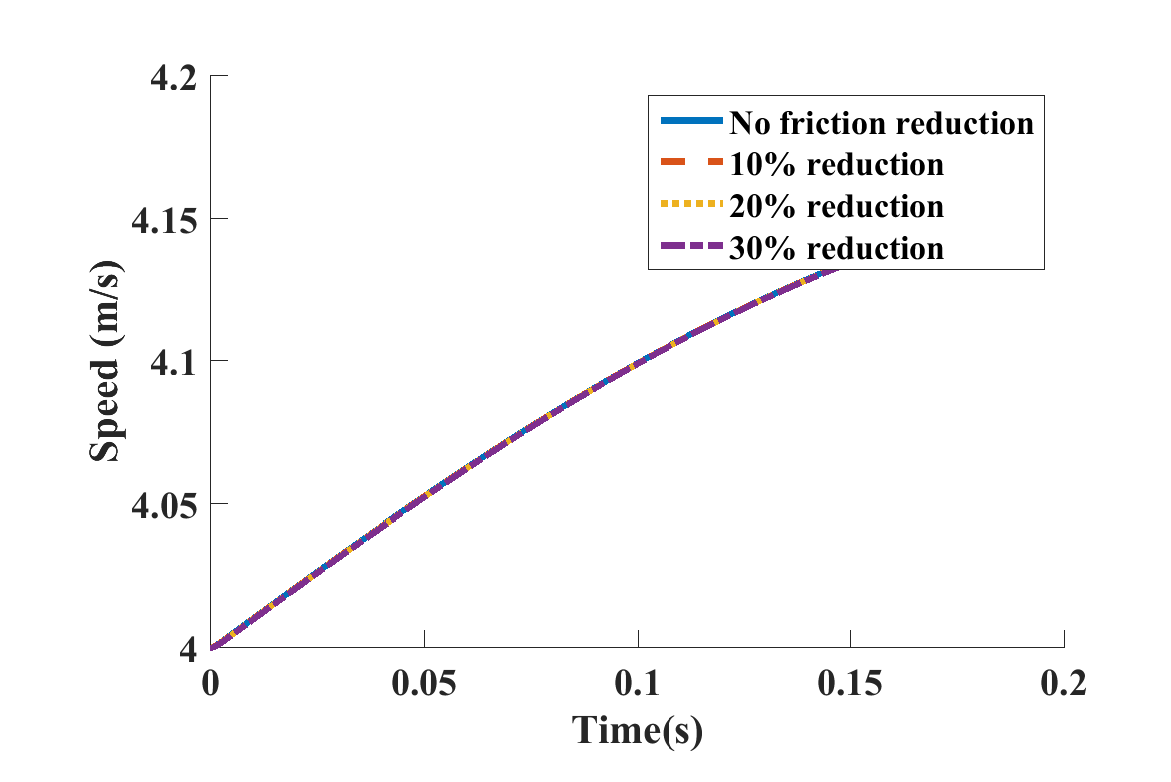 4.2
4.15
4.1
4.05
4
Speed (m/s)
No friction reduction
10% reduction
20% reduction
30% reduction
0
0.05
0.1
0.15
0.2
Time(s)